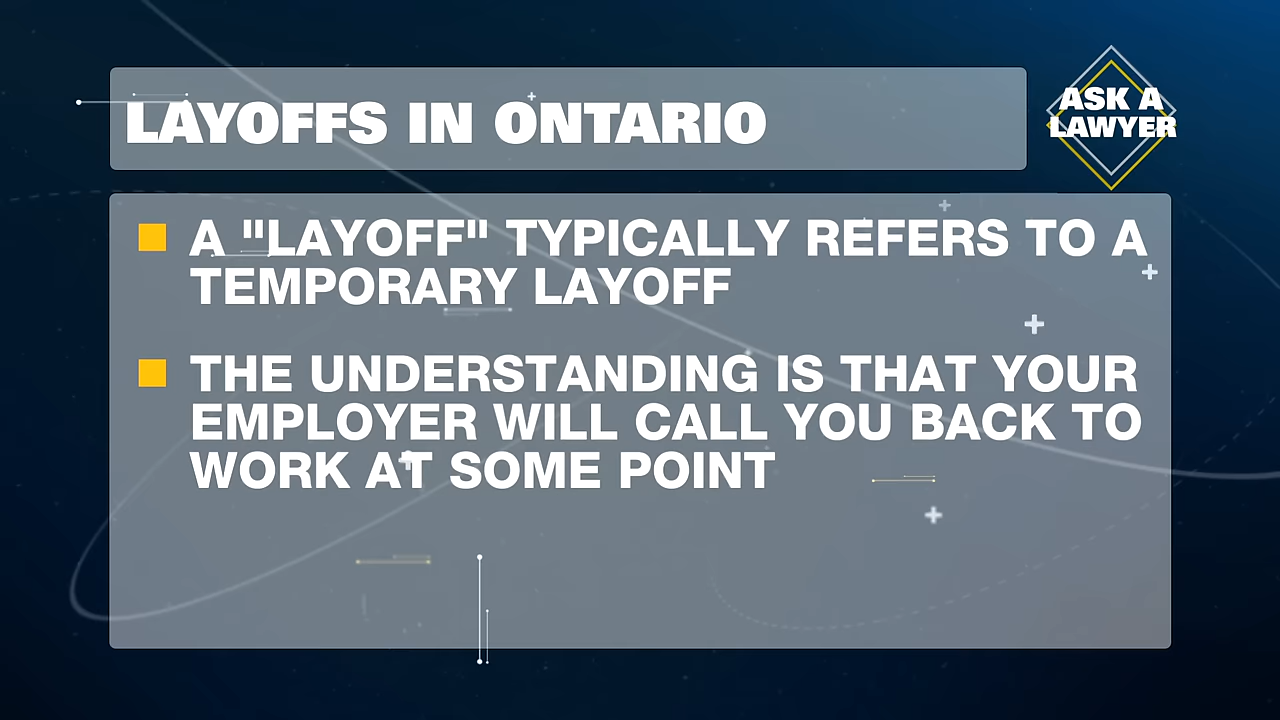 LAYOFFS IN ONTARIO
ASK A
LAWYER
A "LAYOFF" TYPICALLY REFERS TO A
TEMPORARY LAYOFF
THE UNDERSTANDING IS THAT YOUR
EMPLOYER WILL CALL YOU BACK TO
WORK AT SOME POINT